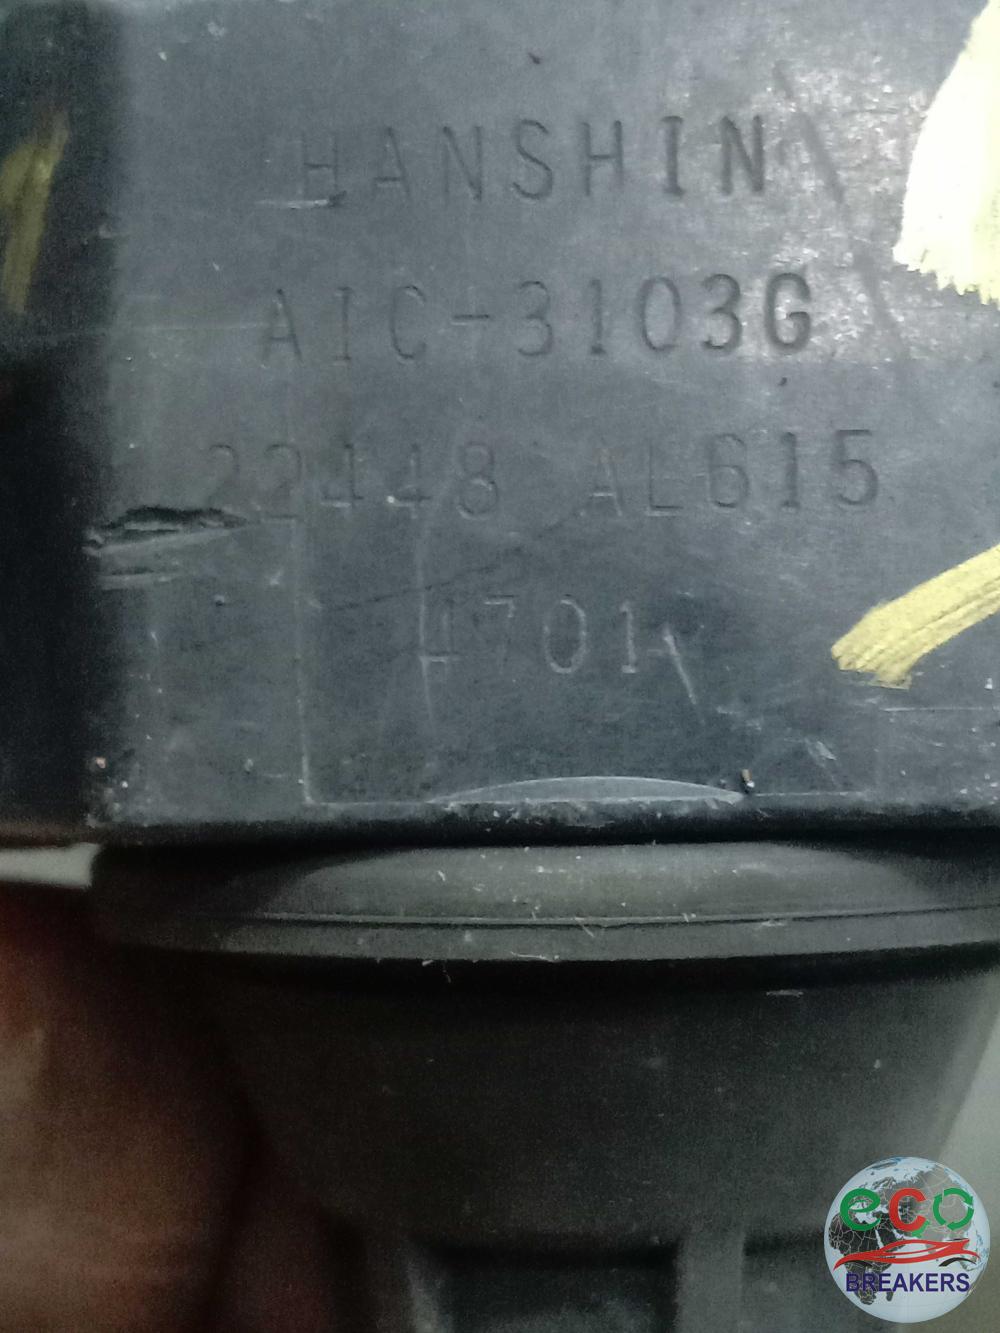 HANSHIN
AIC-3103G
22448 AL615
4701
eco
BREAKERS